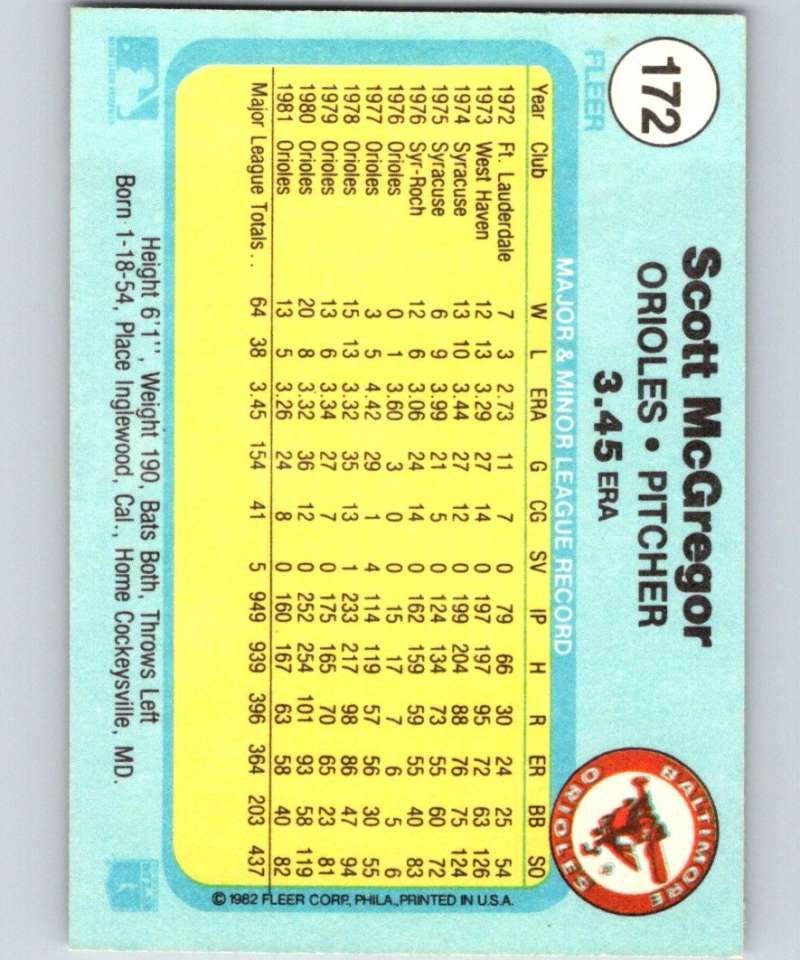 172
FLEER
Scott McGregor
ORIOLES • PITCHER
3.45 ERA
BALTIMORE ORIOLES
MAJOR & MINOR LEAGUE RECORD
Year Club W L ERA G CG SV IP H R ER BB SO
1972 Ft. Lauderdale 7 3 2.73 11 7 0 79 66 30 24 25 54
1973 West Haven 12 13 3.29 27 14 0 197 197 95 72 63 126
1974 Syracuse 13 10 3.44 27 12 0 199 204 88 76 75 124
1975 Syracuse 6 9 3.99 21 5 0 124 134 73 55 60 72
1976 Syr-Roch 12 6 3.06 24 14 0 162 159 59 55 40 83
1976 Orioles 0 1 3.60 3 0 0 15 17 7 6 5 6
1977 Orioles 3 5 4.42 29 1 4 114 119 57 56 30 55
1978 Orioles 15 13 3.32 35 13 1 233 217 98 86 47 94
1979 Orioles 13 6 3.34 27 7 0 175 165 70 65 23 81
1980 Orioles 20 8 3.32 36 12 0 252 254 101 93 58 119
1981 Orioles 13 5 3.26 24 8 0 160 167 63 58 40 82
Major League Totals . . 64 38 3.45 154 41 5 949 939 396 364 203 437
© 1982 FLEER CORP., PHILA., PRINTED IN U.S.A.
Height 6'1", Weight 190, Bats Both, Throws Left
Born 1-18-54, Place Inglewood, Cal., Home Cockeysville, MD.